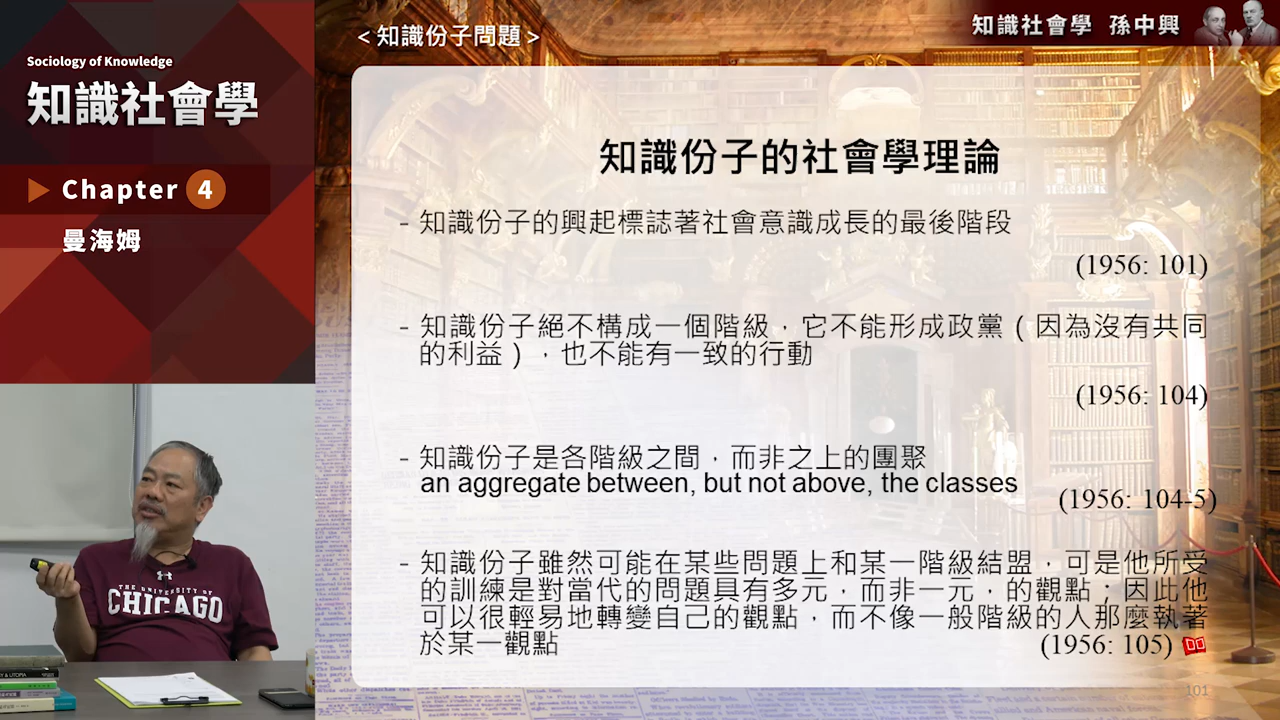 Sociology of Knowledge
知識社會學
Chapter 4
曼海姆
<知識份子問題>
知識社會學 孫中興
知識份子的社會學理論
- 知識份子的興起標誌著社會意識成長的最後階段
(1956: 101)
- 知識份子絕不構成一個階級，它不能形成政黨（因為沒有共同
的利益），也不能有一致的行動
(1956: 104)
- 知識份子是各階級之間，而非之上的團聚
an aggregate between, but not above, the classes
(1956: 104-5)
- 知識份子雖然可能在某些問題上和某一階級結盟，可是他所受
的訓練是對當代的問題具有多元，而非一元，的觀點，因此他
可以很輕易地轉變自己的觀點，而不像一般階級的人那麼執著
於某一觀點
(1956: 105)
101
THE UNIVERSITY OF
CHICAGO
& UTOPIA